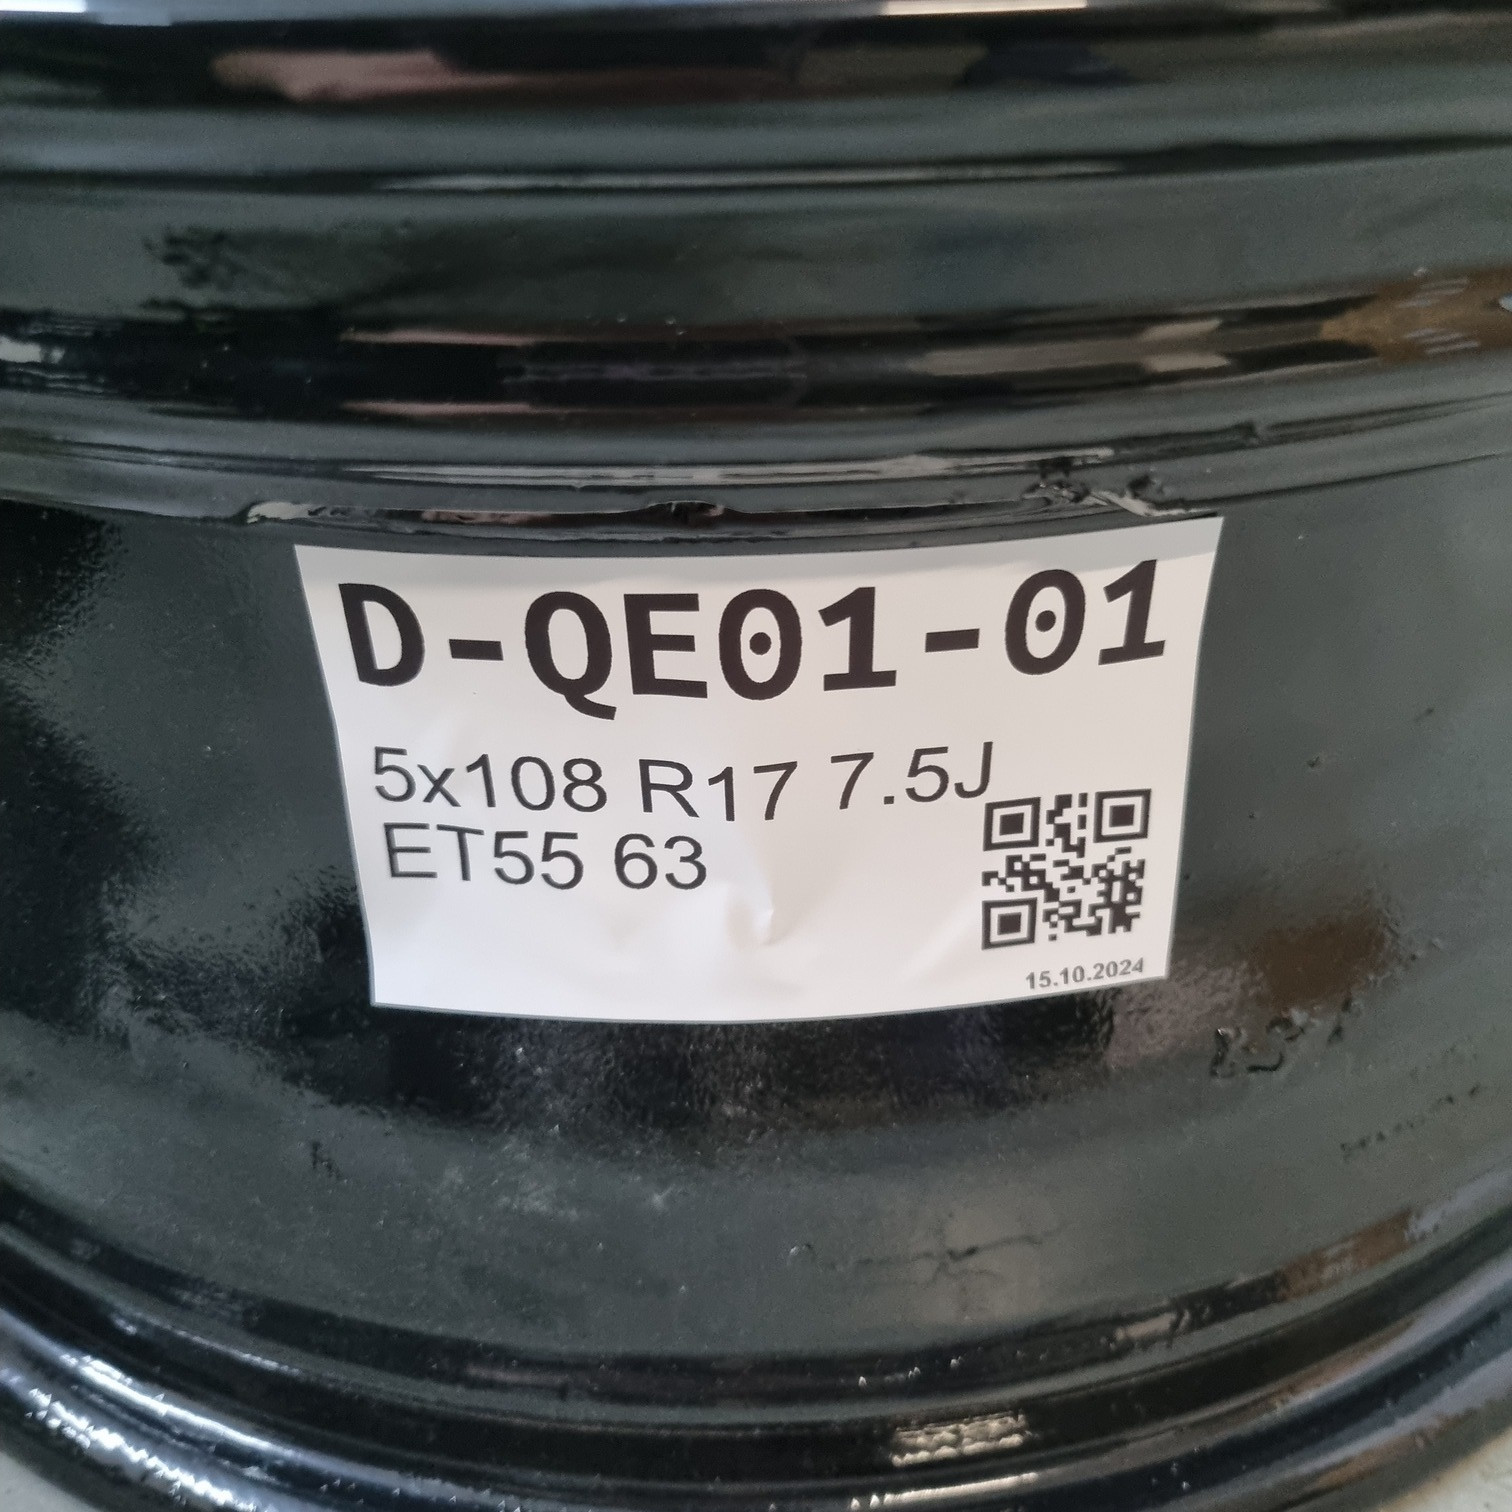 D-QE01-01
5x108 R17 7.5J
ET55 63
15.10.2024